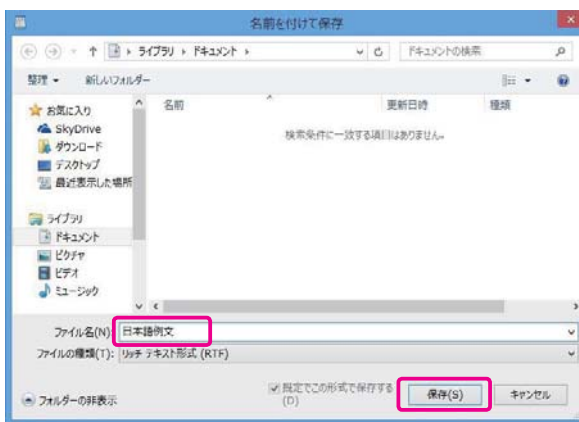 名前を付けて保存
ライブラリ ▸ ドキュメント ▸
ドキュメントの検索
整理 ▾ 新しいフォルダー
お気に入り
SkyDrive
ダウンロード
デスクトップ
最近表示した場所
ライブラリ
ドキュメント
ピクチャ
ビデオ
ミュージック
名前 更新日時 種類
検索条件に一致する項目はありません。
ファイル名(N): 日本語例文
ファイルの種類(T): リッチ テキスト形式 (RTF)
フォルダーの非表示
既定でこの形式で保存する
(D)
保存(S)
キャンセル